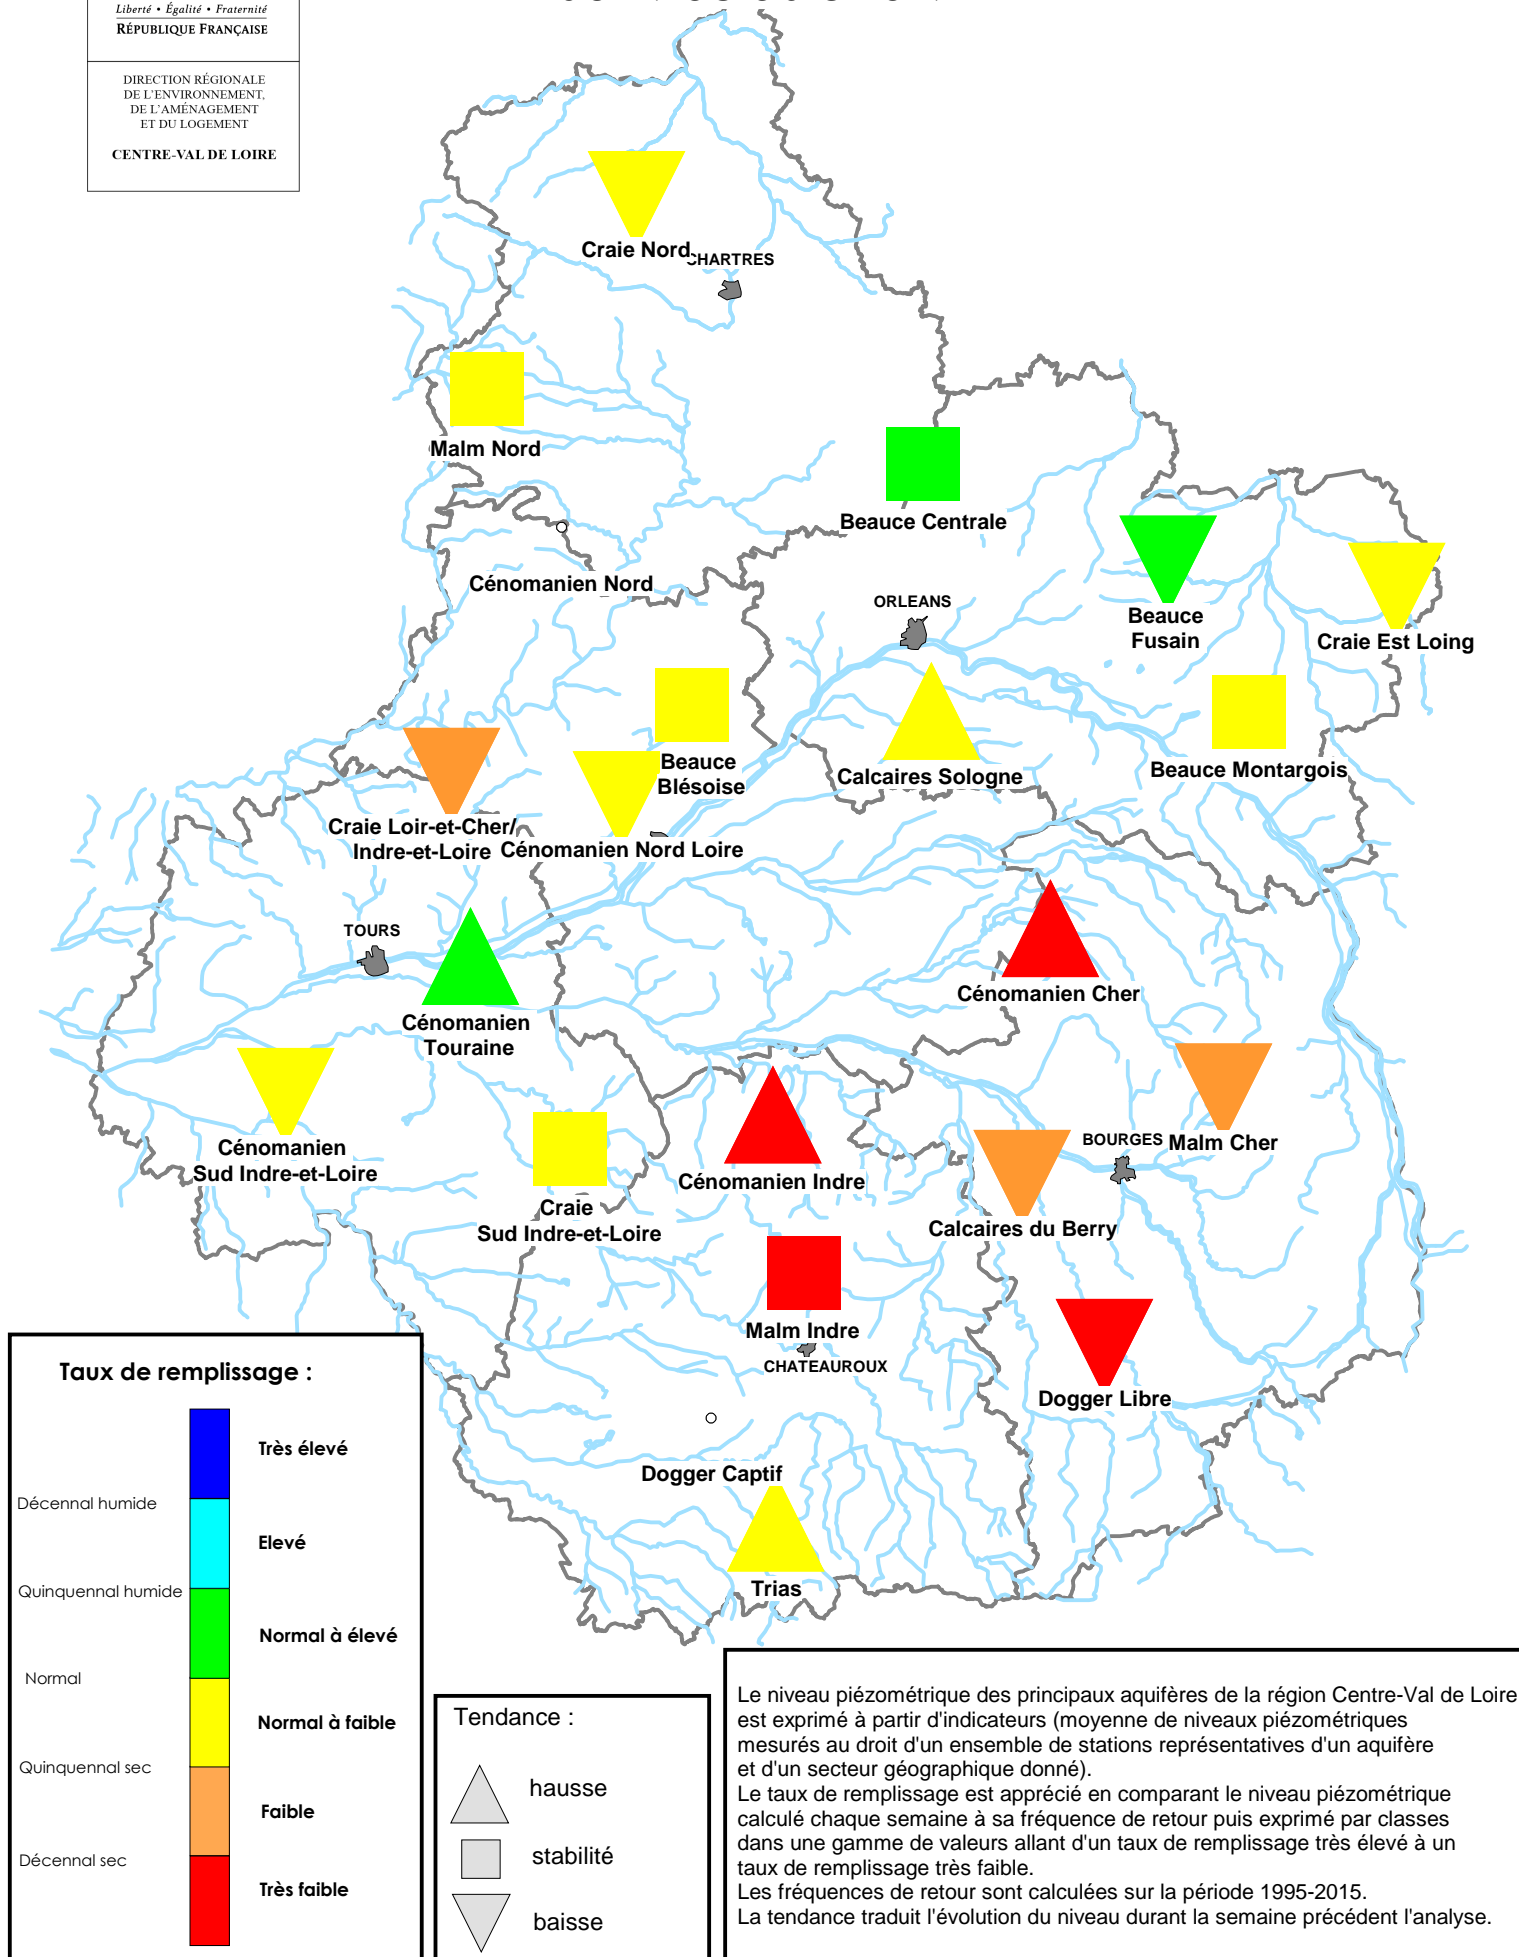 Liberté • Égalité • Fraternité
RÉPUBLIQUE FRANÇAISE
DIRECTION RÉGIONALE
DE L'ENVIRONNEMENT,
DE L'AMÉNAGEMENT
ET DU LOGEMENT
CENTRE-VAL DE LOIRE
Craie Nord
CHARTRES
Malm Nord
Beauce Centrale
Cénomanien Nord
ORLEANS
Beauce
Fusain
Craie Est Loing
Beauce
Blésoise
Calcaires Sologne
Beauce Montargois
Craie Loir-et-Cher/
Indre-et-Loire
Cénomanien Nord Loire
TOURS
Cénomanien Cher
Cénomanien
Touraine
Cénomanien
Sud Indre-et-Loire
BOURGES
Malm Cher
Cénomanien Indre
Craie
Sud Indre-et-Loire
Calcaires du Berry
Malm Indre
CHATEAUROUX
Dogger Libre
Dogger Captif
Trias
Taux de remplissage :
Très élevé
Décennal humide
Elevé
Quinquennal humide
Normal à élevé
Normal
Normal à faible
Quinquennal sec
Faible
Décennal sec
Très faible
Tendance :
hausse
stabilité
baisse
Le niveau piézométrique des principaux aquifères de la région Centre-Val de Loire
est exprimé à partir d'indicateurs (moyenne de niveaux piézométriques
mesurés au droit d'un ensemble de stations représentatives d'un aquifère
et d'un secteur géographique donné).
Le taux de remplissage est apprécié en comparant le niveau piézométrique
calculé chaque semaine à sa fréquence de retour puis exprimé par classes
dans une gamme de valeurs allant d'un taux de remplissage très élevé à un
taux de remplissage très faible.
Les fréquences de retour sont calculées sur la période 1995-2015.
La tendance traduit l'évolution du niveau durant la semaine précédent l'analyse.